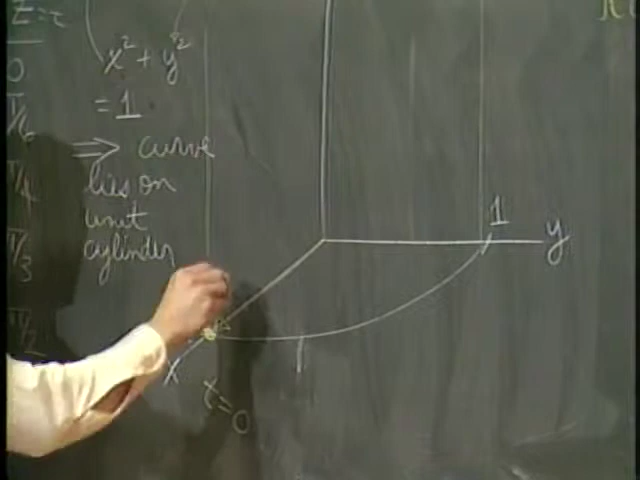 z=t
0
π/6
π/4
π/3
π/2
x² + y²
= 1
⇒ curve
lies on
unit
cylinder
1
y
x
t=0